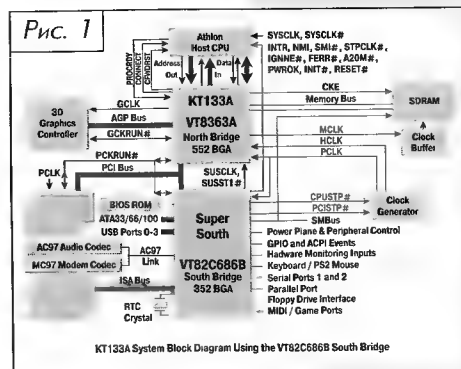 Рис. 1
Athlon
Host CPU
SYSCLK, SYSCLK#
INTR, NMI, SMI#, STPCLK#,
IGNNE#, FERR#, A20M#,
PWROK, INIT#, RESET#
PROCRDY
CONNECT
CFWDRST
Address
Out
Data
In
KT133A
VT8363A
North Bridge
552 BGA
CKE
Memory Bus
SDRAM
3D
Graphics
Controller
GCLK
AGP Bus
GCKRUN#
MCLK
HCLK
PCLK
Clock
Buffer
PCKRUN#
PCLK
PCI Bus
SUSCLK,
SUSST1#
BIOS ROM
ATA33/66/100
USB Ports 0-3
Super
South
VT82C686B
South Bridge
352 BGA
CPUSTP#
PCISTP#
SMBus
Clock
Generator
AC97 Audio Codec
MC97 Modem Codec
AC97
Link
ISA Bus
RTC
Crystal
Power Plane & Peripheral Control
GPIO and ACPI Events
Hadware Monitoring Inputs
Keyboard / PS2 Mouse
Serial Ports 1 and 2
Parallel Port
Floppy Drive Interface
MIDI / Game Ports
KT133A System Block Diagram Using the VT82C686B South Bridge